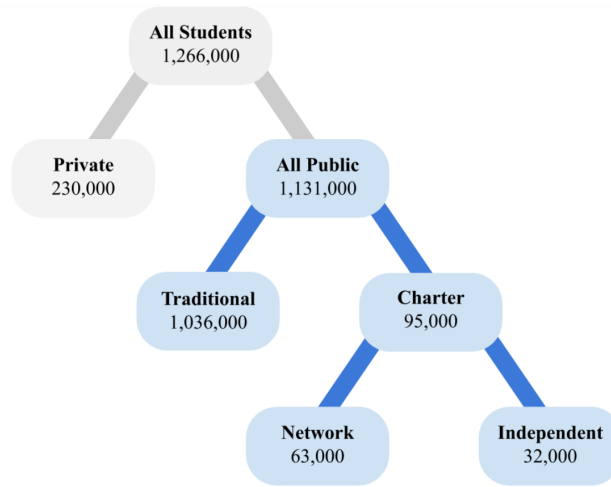 All Students
1,266,000
Private
230,000
All Public
1,131,000
Traditional
1,036,000
Charter
95,000
Network
63,000
Independent
32,000